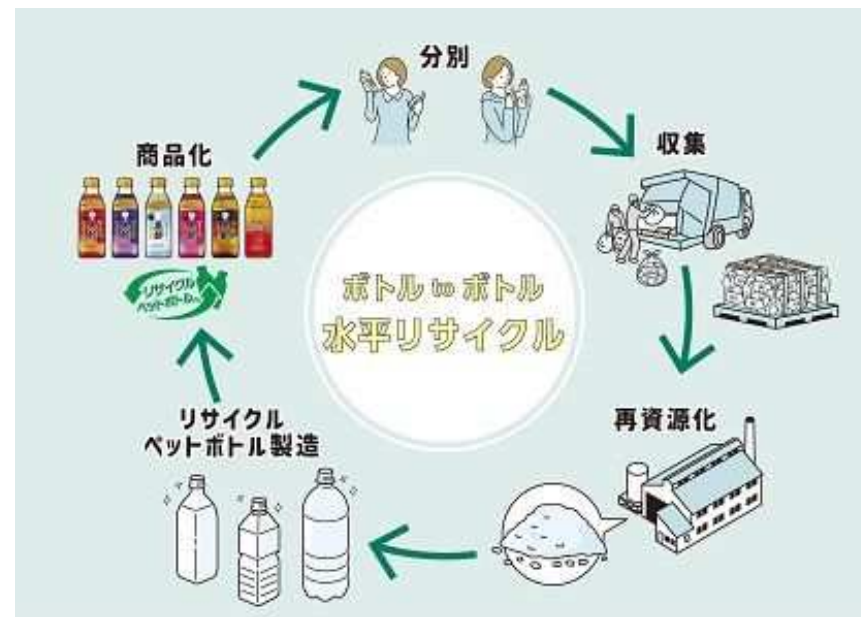 分別
収集
商品化
リサイクル
ペットボトル
ボトル to ボトル
水平リサイクル
再資源化
リサイクル
ペットボトル製造